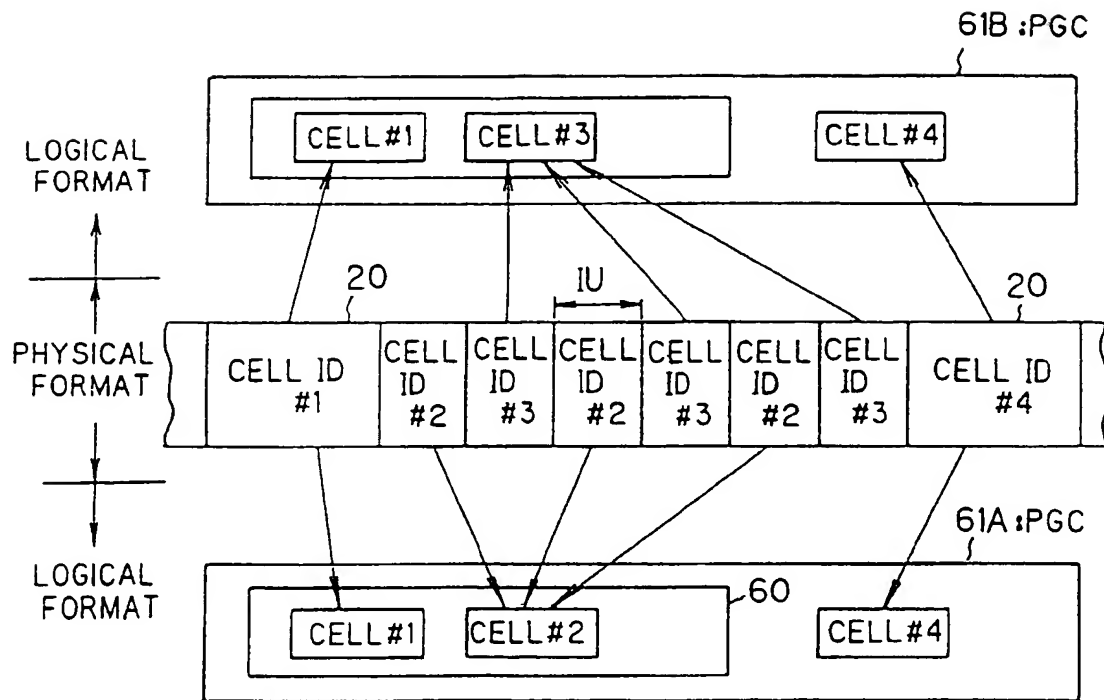 61B :PGC
CELL#1
CELL#3
CELL#4
LOGICAL
FORMAT
20
IU
20
PHYSICAL
FORMAT
CELL ID
#1
CELL
ID
#2
CELL
ID
#3
CELL
ID
#2
CELL
ID
#3
CELL
ID
#2
CELL
ID
#3
CELL ID
#4
61A :PGC
LOGICAL
FORMAT
60
CELL#1
CELL#2
CELL#4